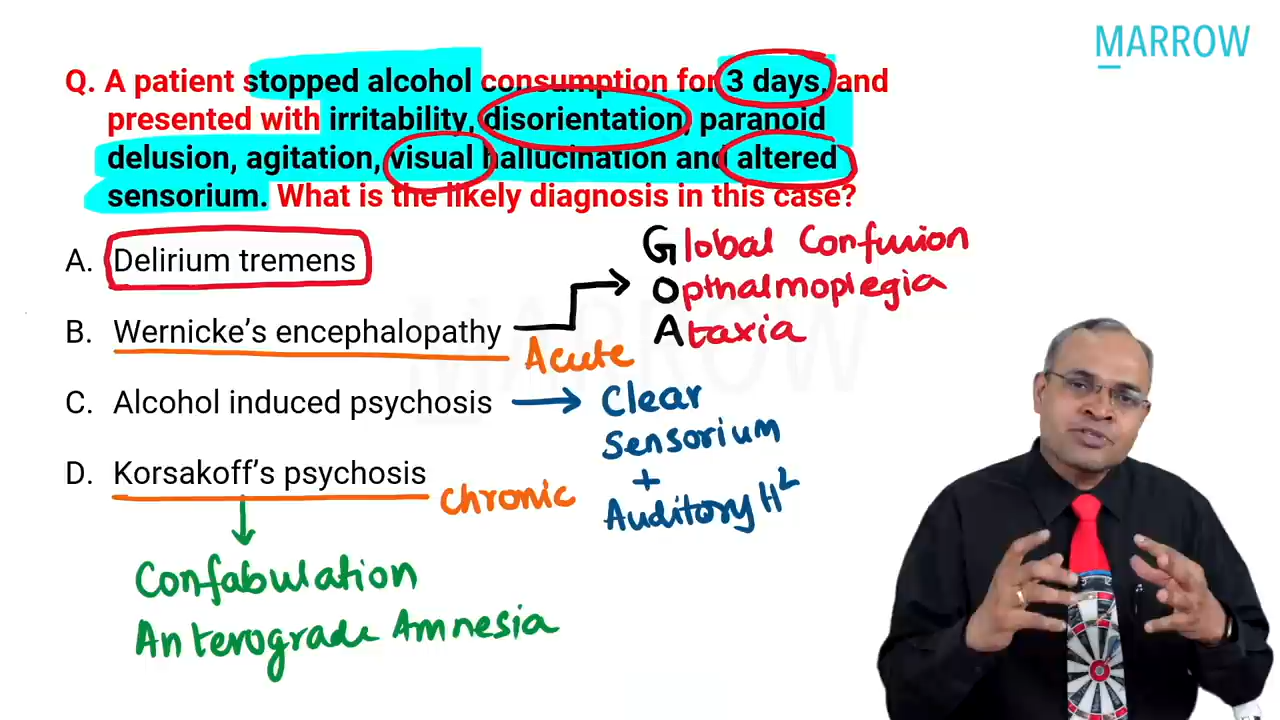 MARROW
Q. A patient stopped alcohol consumption for 3 days, and
presented with irritability, disorientation, paranoid
delusion, agitation, visual hallucination and altered
sensorium. What is the likely diagnosis in this case?
A. Delirium tremens
Global Confusion
Opthalmoplegia
Ataxia
B. Wernicke’s encephalopathy
Acute
C. Alcohol induced psychosis
Clear
Sensorium
+
Auditory H
D. Korsakoff’s psychosis
Chronic
Confabulation
Anterograde Amnesia
MARROW